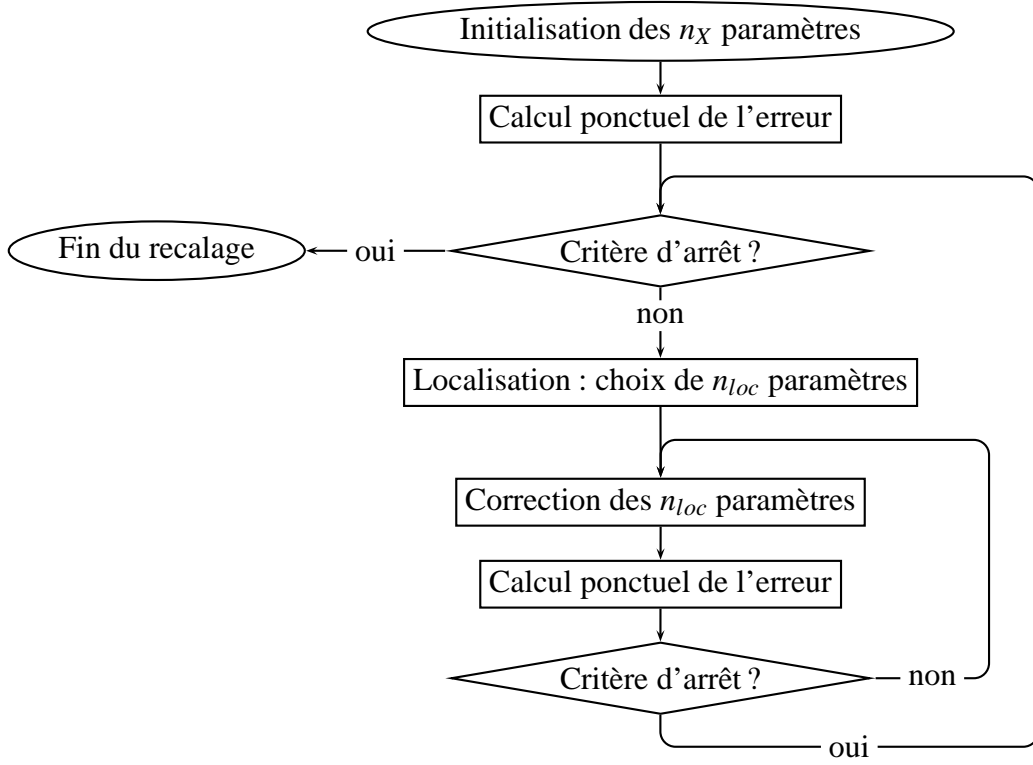 Initialisation des n_X paramètres
Calcul ponctuel de l'erreur
Critère d'arrêt ?
oui
Fin du recalage
non
Localisation : choix de n_loc paramètres
Correction des n_loc paramètres
Calcul ponctuel de l'erreur
Critère d'arrêt ?
non
oui